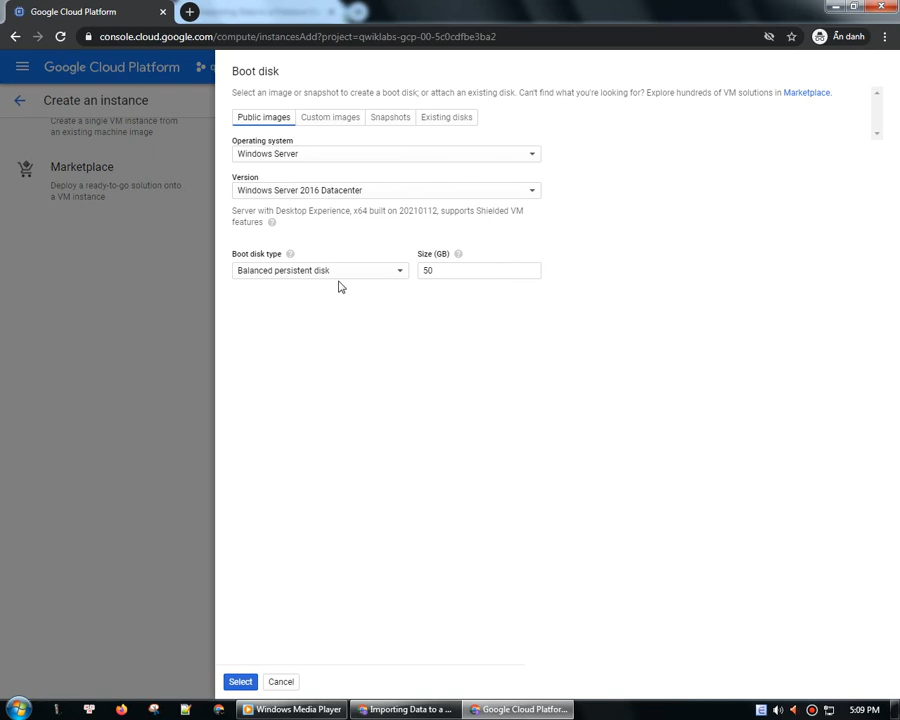 Google Cloud Platform
console.cloud.google.com/compute/instancesAdd?project=qwiklabs-gcp-00-5c0cdfbe3ba2
Ẩn danh
Google Cloud Platform
Create an instance
Create a single VM instance from
an existing machine image
Marketplace
Deploy a ready-to-go solution onto
a VM instance
Boot disk
Select an image or snapshot to create a boot disk; or attach an existing disk. Can't find what you're looking for? Explore hundreds of VM solutions in Marketplace.
Public images Custom images Snapshots Existing disks
Operating system
Windows Server
Version
Windows Server 2016 Datacenter
Server with Desktop Experience, x64 built on 20210112, supports Shielded VM
features
Boot disk type Size (GB)
Balanced persistent disk 50
Select Cancel
Windows Media Player Importing Data to a ... Google Cloud Platfor... 5:09 PM